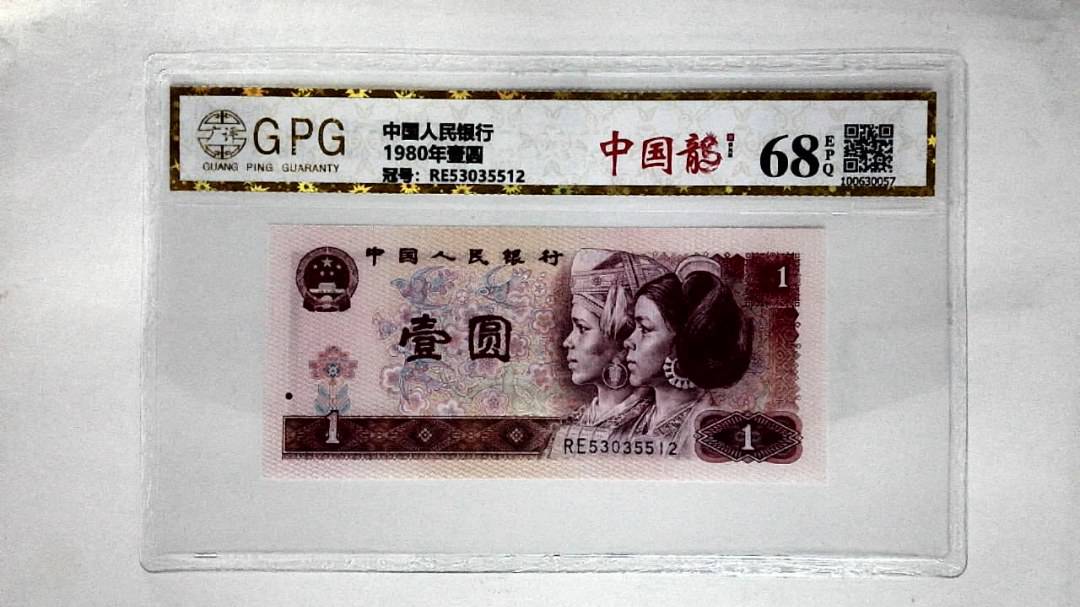 GPG
GUANG PING GUARANTY
中国人民银行
1980年壹圆
冠号：RE53035512
中国龍
68 EPQ
100630057
中国人民银行
壹圆
1
1
RE53035512
1